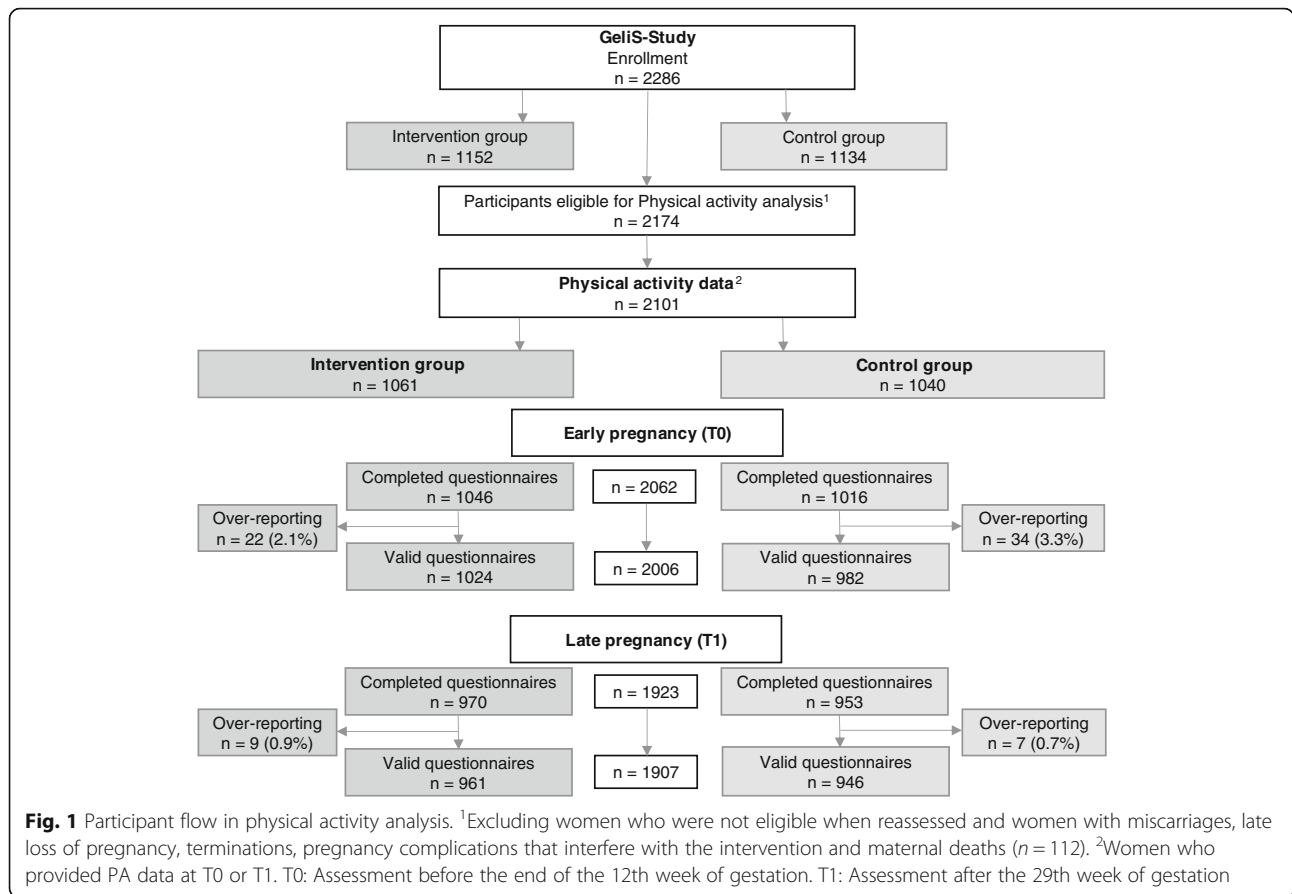 GeliS-Study
Enrollment
n = 2286
Intervention group
n = 1152
Control group
n = 1134
Participants eligible for Physical activity analysis¹
n = 2174
Physical activity data²
n = 2101
Intervention group
n = 1061
Control group
n = 1040
Early pregnancy (T0)
Completed questionnaires
n = 1046
n = 2062
Completed questionnaires
n = 1016
Over-reporting
n = 22 (2.1%)
Over-reporting
n = 34 (3.3%)
Valid questionnaires
n = 1024
n = 2006
Valid questionnaires
n = 982
Late pregnancy (T1)
Completed questionnaires
n = 970
n = 1923
Completed questionnaires
n = 953
Over-reporting
n = 9 (0.9%)
Over-reporting
n = 7 (0.7%)
Valid questionnaires
n = 961
n = 1907
Valid questionnaires
n = 946
Fig. 1 Participant flow in physical activity analysis. ¹Excluding women who were not eligible when reassessed and women with miscarriages, late
loss of pregnancy, terminations, pregnancy complications that interfere with the intervention and maternal deaths (n = 112). ²Women who
provided PA data at T0 or T1. T0: Assessment before the end of the 12th week of gestation. T1: Assessment after the 29th week of gestation